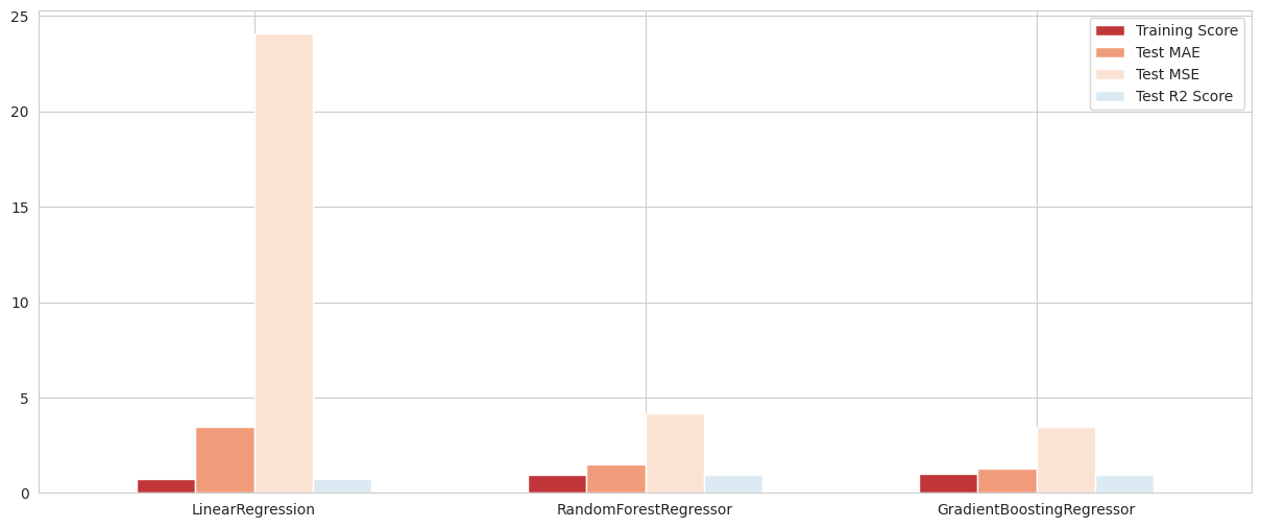 25
20
15
10
5
0
Training Score
Test MAE
Test MSE
Test R2 Score
LinearRegression
RandomForestRegressor
GradientBoostingRegressor